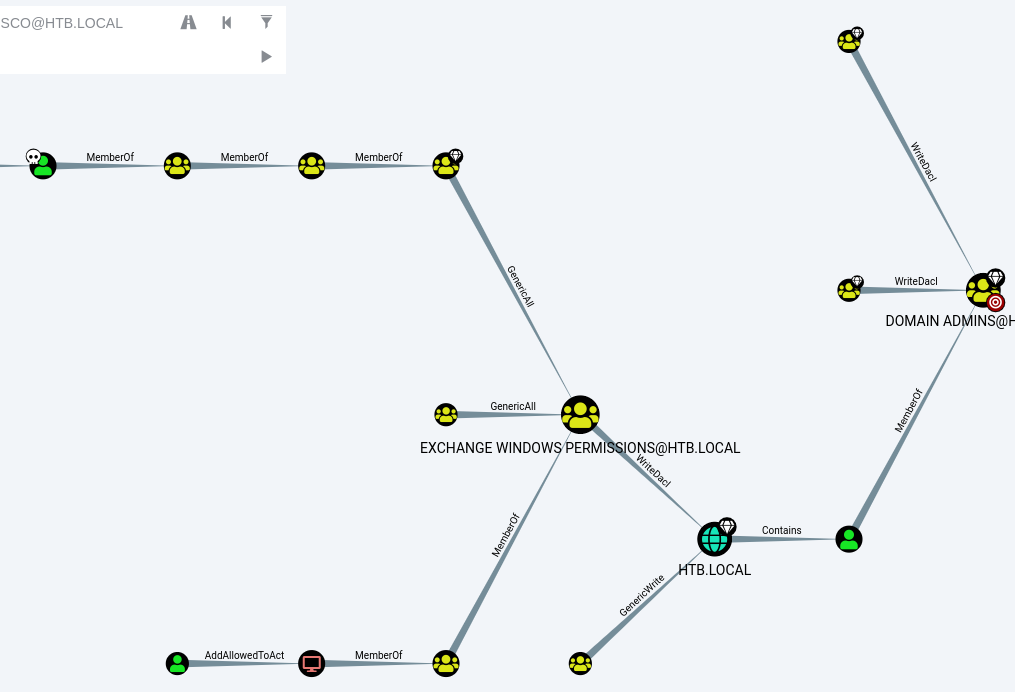 SCO@HTB.LOCAL
MemberOf
MemberOf
MemberOf
WriteDacl
GenericAll
WriteDacl
DOMAIN ADMINS@H
GenericAll
MemberOf
EXCHANGE WINDOWS PERMISSIONS@HTB.LOCAL
WriteDacl
MemberOf
Contains
HTB.LOCAL
GenericWrite
AddAllowedToAct
MemberOf